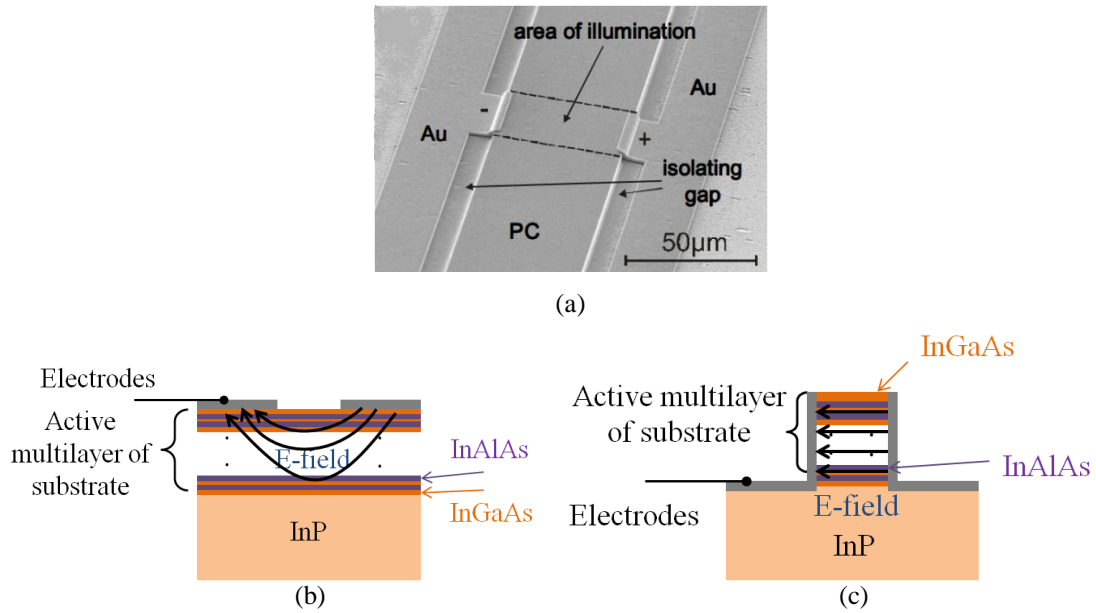 area of illumination
Au
-
Au
+
isolating
gap
PC
50μm
(a)
Electrodes
Active
multilayer of
substrate
E-field
InAlAs
InGaAs
InP
(b)
InGaAs
Active multilayer
of substrate
InAlAs
Electrodes
E-field
InP
(c)